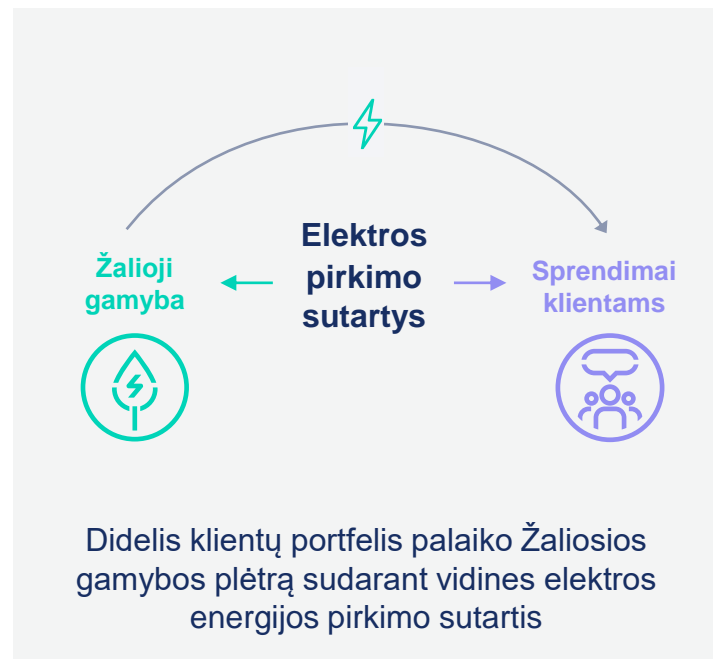 Elektros
pirkimo
sutartys
Žalioji
gamyba
Sprendimai
klientams
Didelis klientų portfelis palaiko Žaliosios
gamybos plėtrą sudarant vidines elektros
energijos pirkimo sutartis